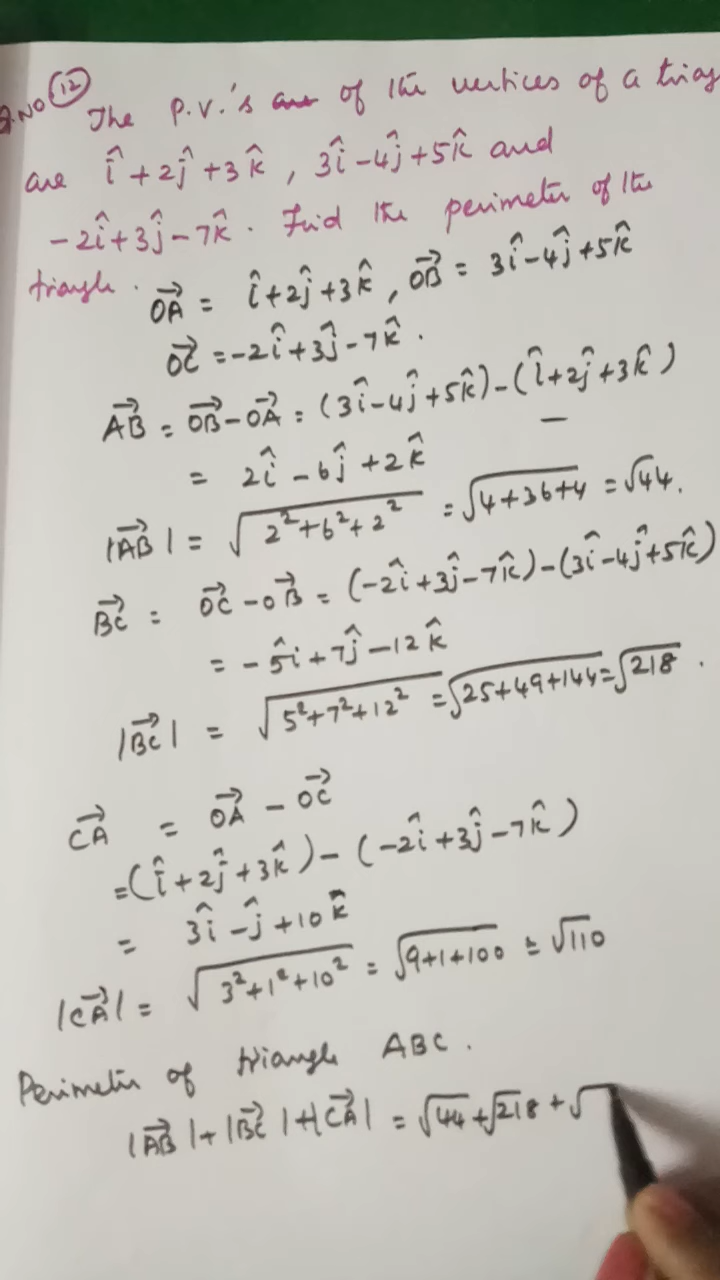 Q.NO 12 The P.V.'s are of the vertices of a triag
are î + 2ĵ + 3k̂ , 3î - 4ĵ + 5k̂ and
- 2î + 3ĵ - 7k̂ . Find the perimeter of the
triangle .
OA⃗ = î + 2ĵ + 3k̂ , OB⃗ = 3î - 4ĵ + 5k̂
OC⃗ = -2î + 3ĵ - 7k̂ .
AB⃗ = OB⃗ - OA⃗ = (3î - 4ĵ + 5k̂) - (î + 2ĵ + 3k̂)
= 2î - 6ĵ + 2k̂
|AB⃗| = √(2² + 6² + 2²) = √(4+36+4) = √44.
BC⃗ = OC⃗ - OB⃗ = (-2î + 3ĵ - 7k̂) - (3î - 4ĵ + 5k̂)
= - 5î + 7ĵ - 12k̂
|BC⃗| = √(5² + 7² + 12²) = √(25+49+144) = √218 .
CA⃗ = OA⃗ - OC⃗
= (î + 2ĵ + 3k̂) - (-2î + 3ĵ - 7k̂)
= 3î - ĵ + 10k̂
|CA⃗| = √(3² + 1² + 10²) = √(9+1+100) = √110
Perimeter of triangle ABC .
|AB⃗| + |BC⃗| + |CA⃗| = √44 + √218 + √